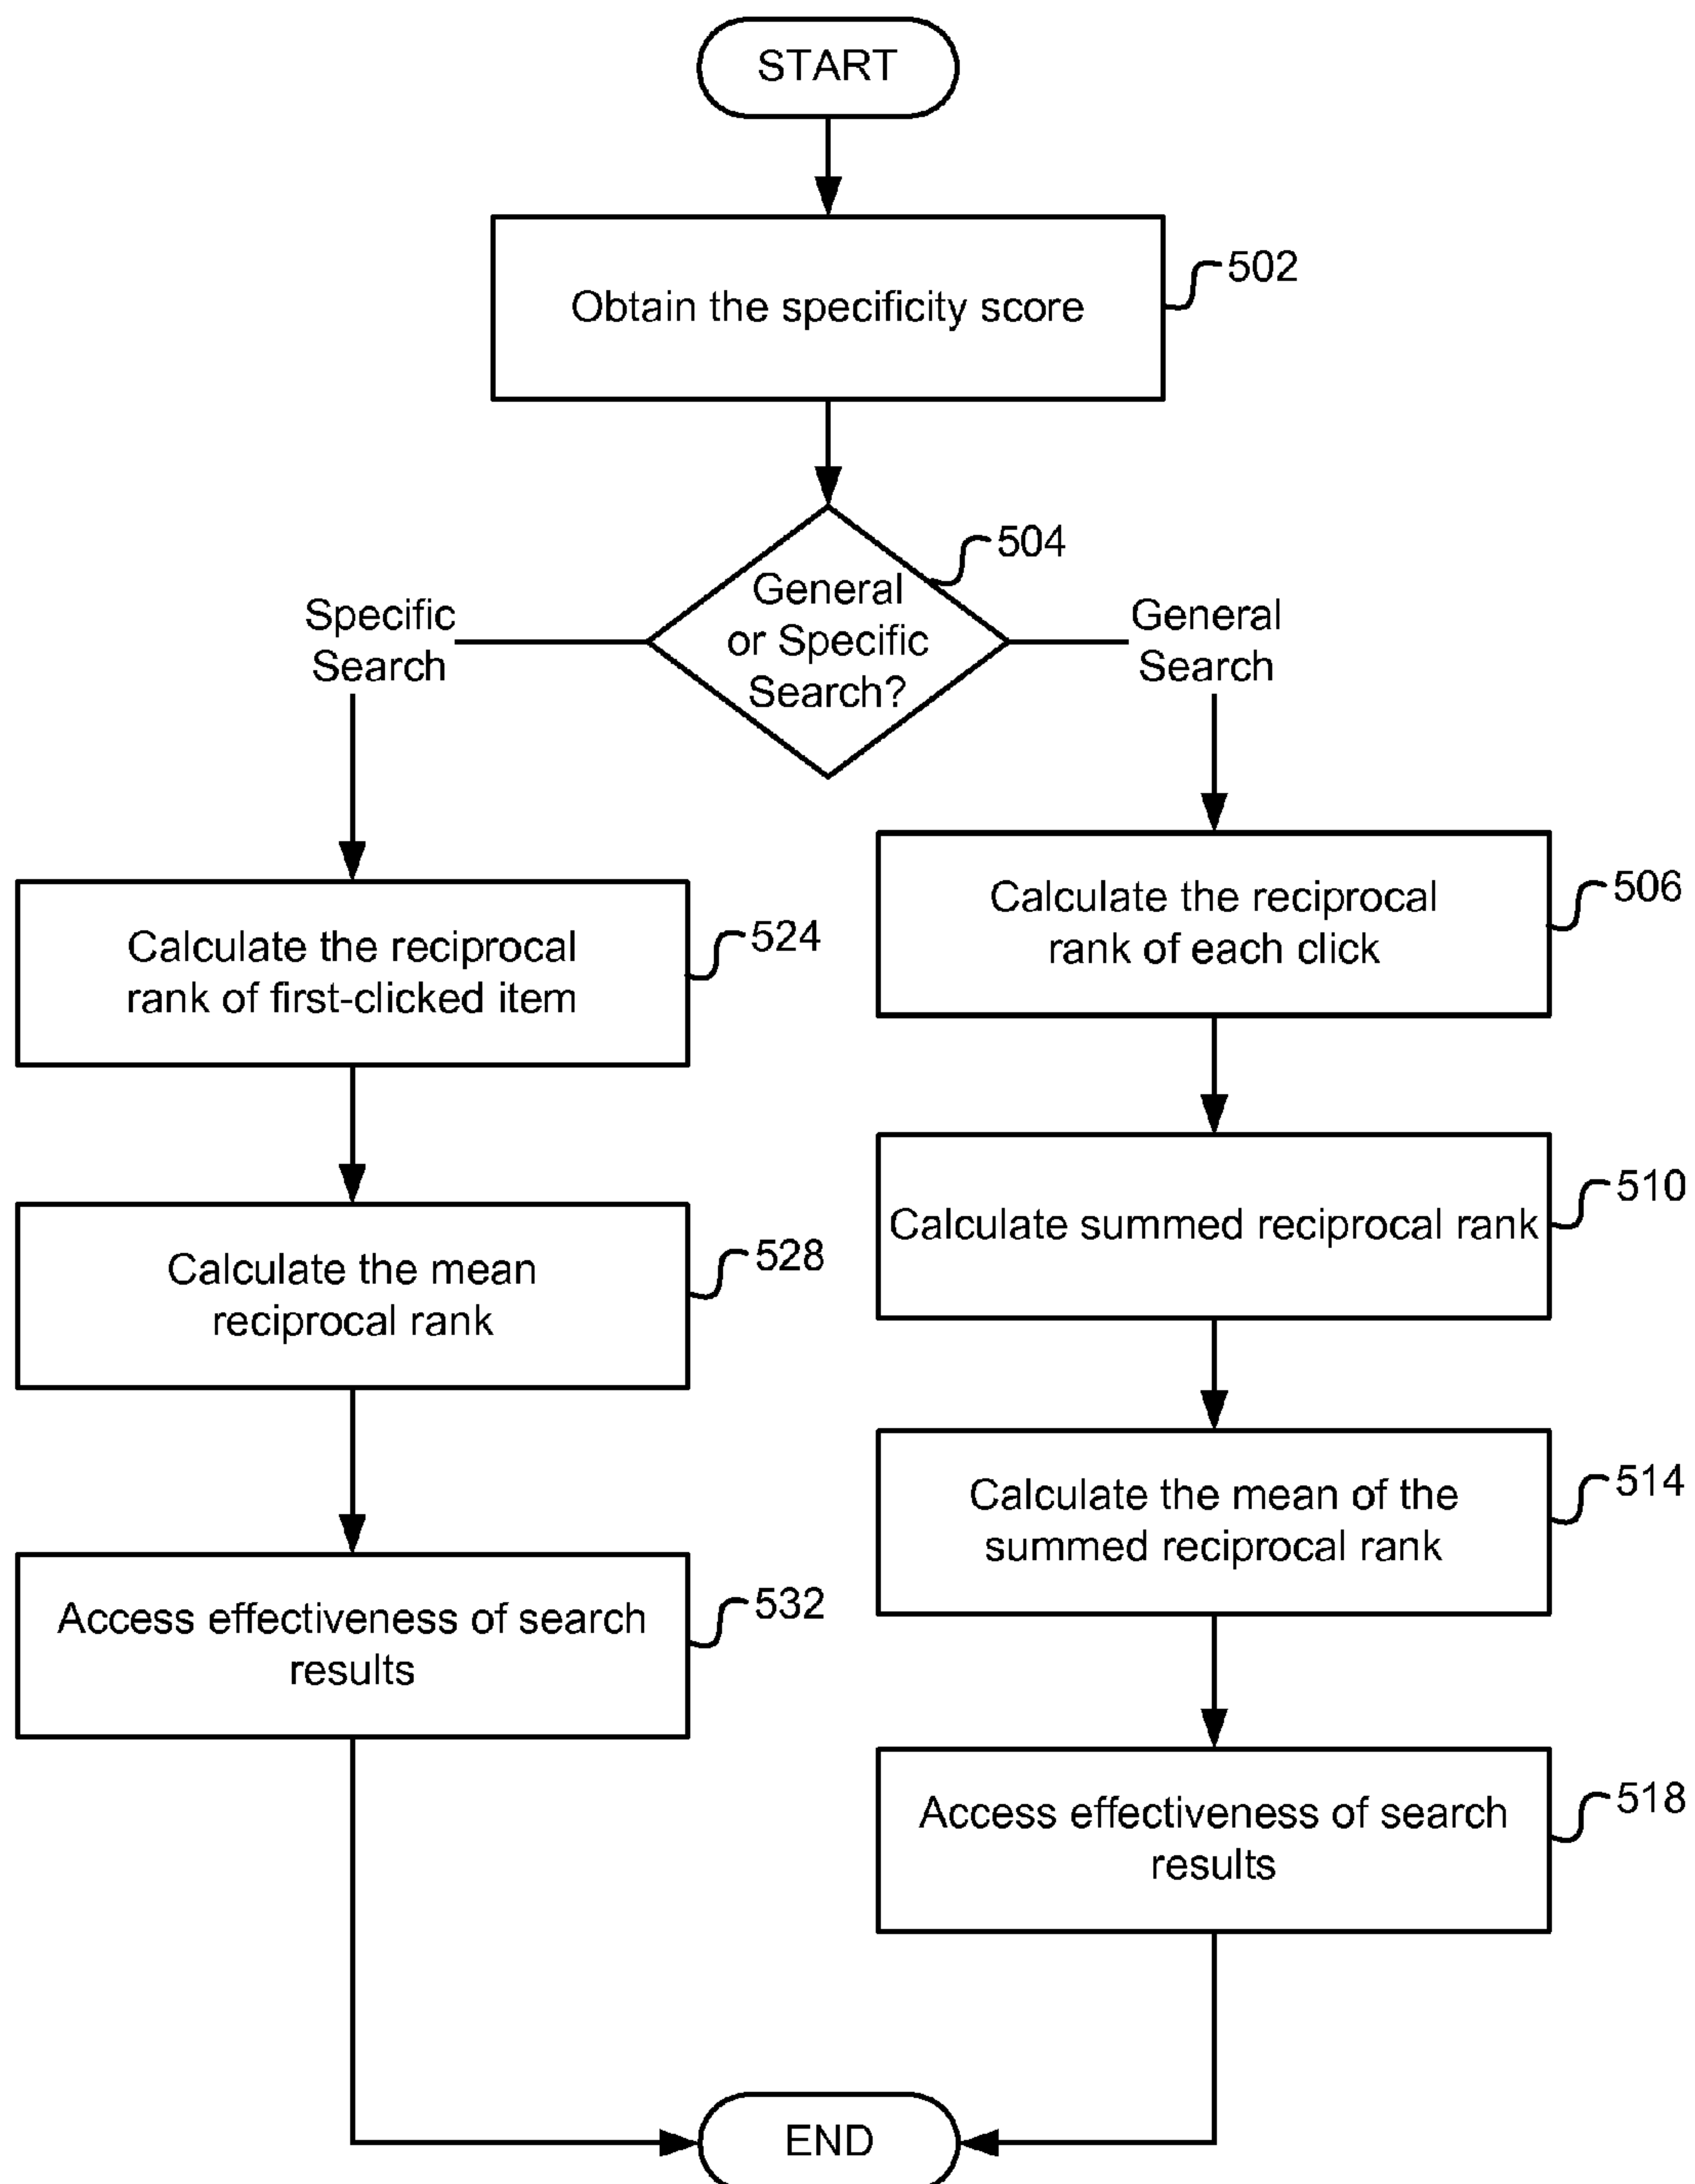 START
Obtain the specificity score
502
504
General
or Specific
Search?
Specific
Search
General
Search
Calculate the reciprocal
rank of first-clicked item
524
Calculate the reciprocal
rank of each click
506
Calculate the mean
reciprocal rank
528
Calculate summed reciprocal rank
510
Calculate the mean of the
summed reciprocal rank
514
Access effectiveness of search
results
532
Access effectiveness of search
results
518
END